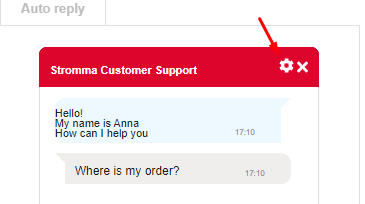 Auto reply
Stromma Customer Support
Hello!
My name is Anna
How can I help you
17:10
Where is my order?
17:10